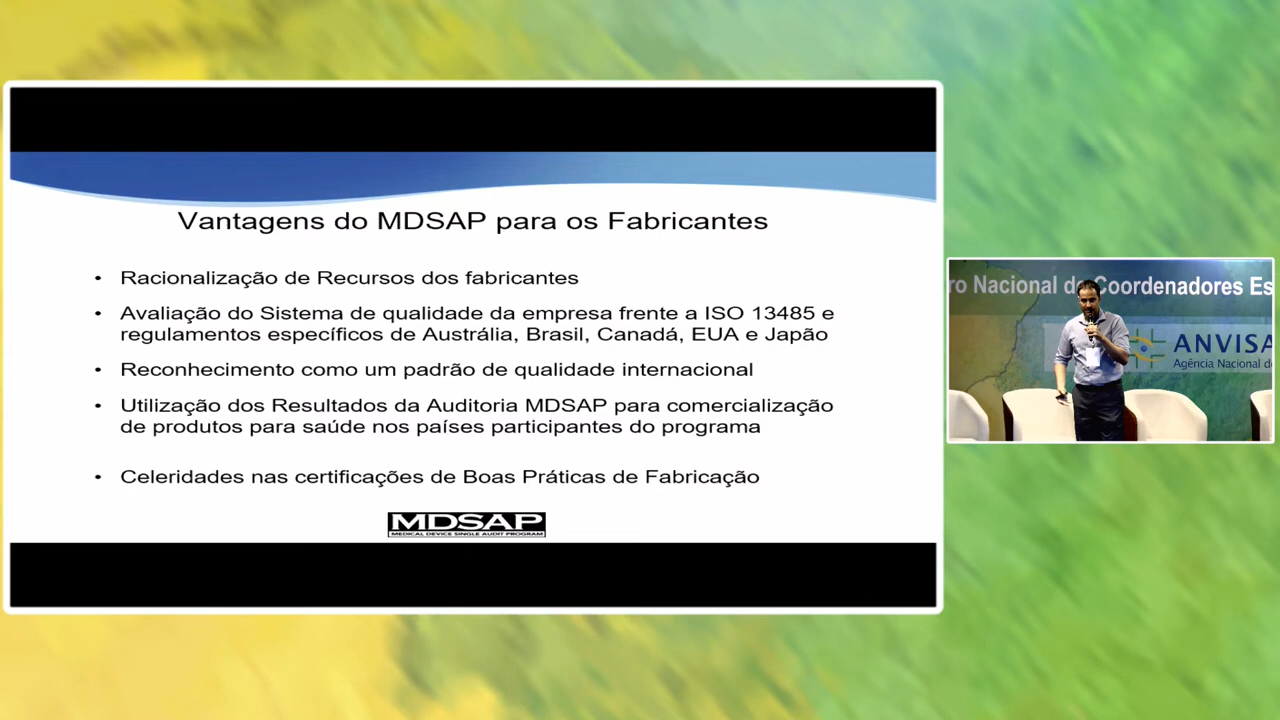 Vantagens do MDSAP para os Fabricantes
• Racionalização de Recursos dos fabricantes
• Avaliação do Sistema de qualidade da empresa frente a ISO 13485 e
regulamentos específicos de Austrália, Brasil, Canadá, EUA e Japão
• Reconhecimento como um padrão de qualidade internacional
• Utilização dos Resultados da Auditoria MDSAP para comercialização
de produtos para saúde nos países participantes do programa
• Celeridades nas certificações de Boas Práticas de Fabricação
MDSAP
MEDICAL DEVICE SINGLE AUDIT PROGRAM
ro Nacional de Coordenadores Es
ANVISA
Agência Nacional de